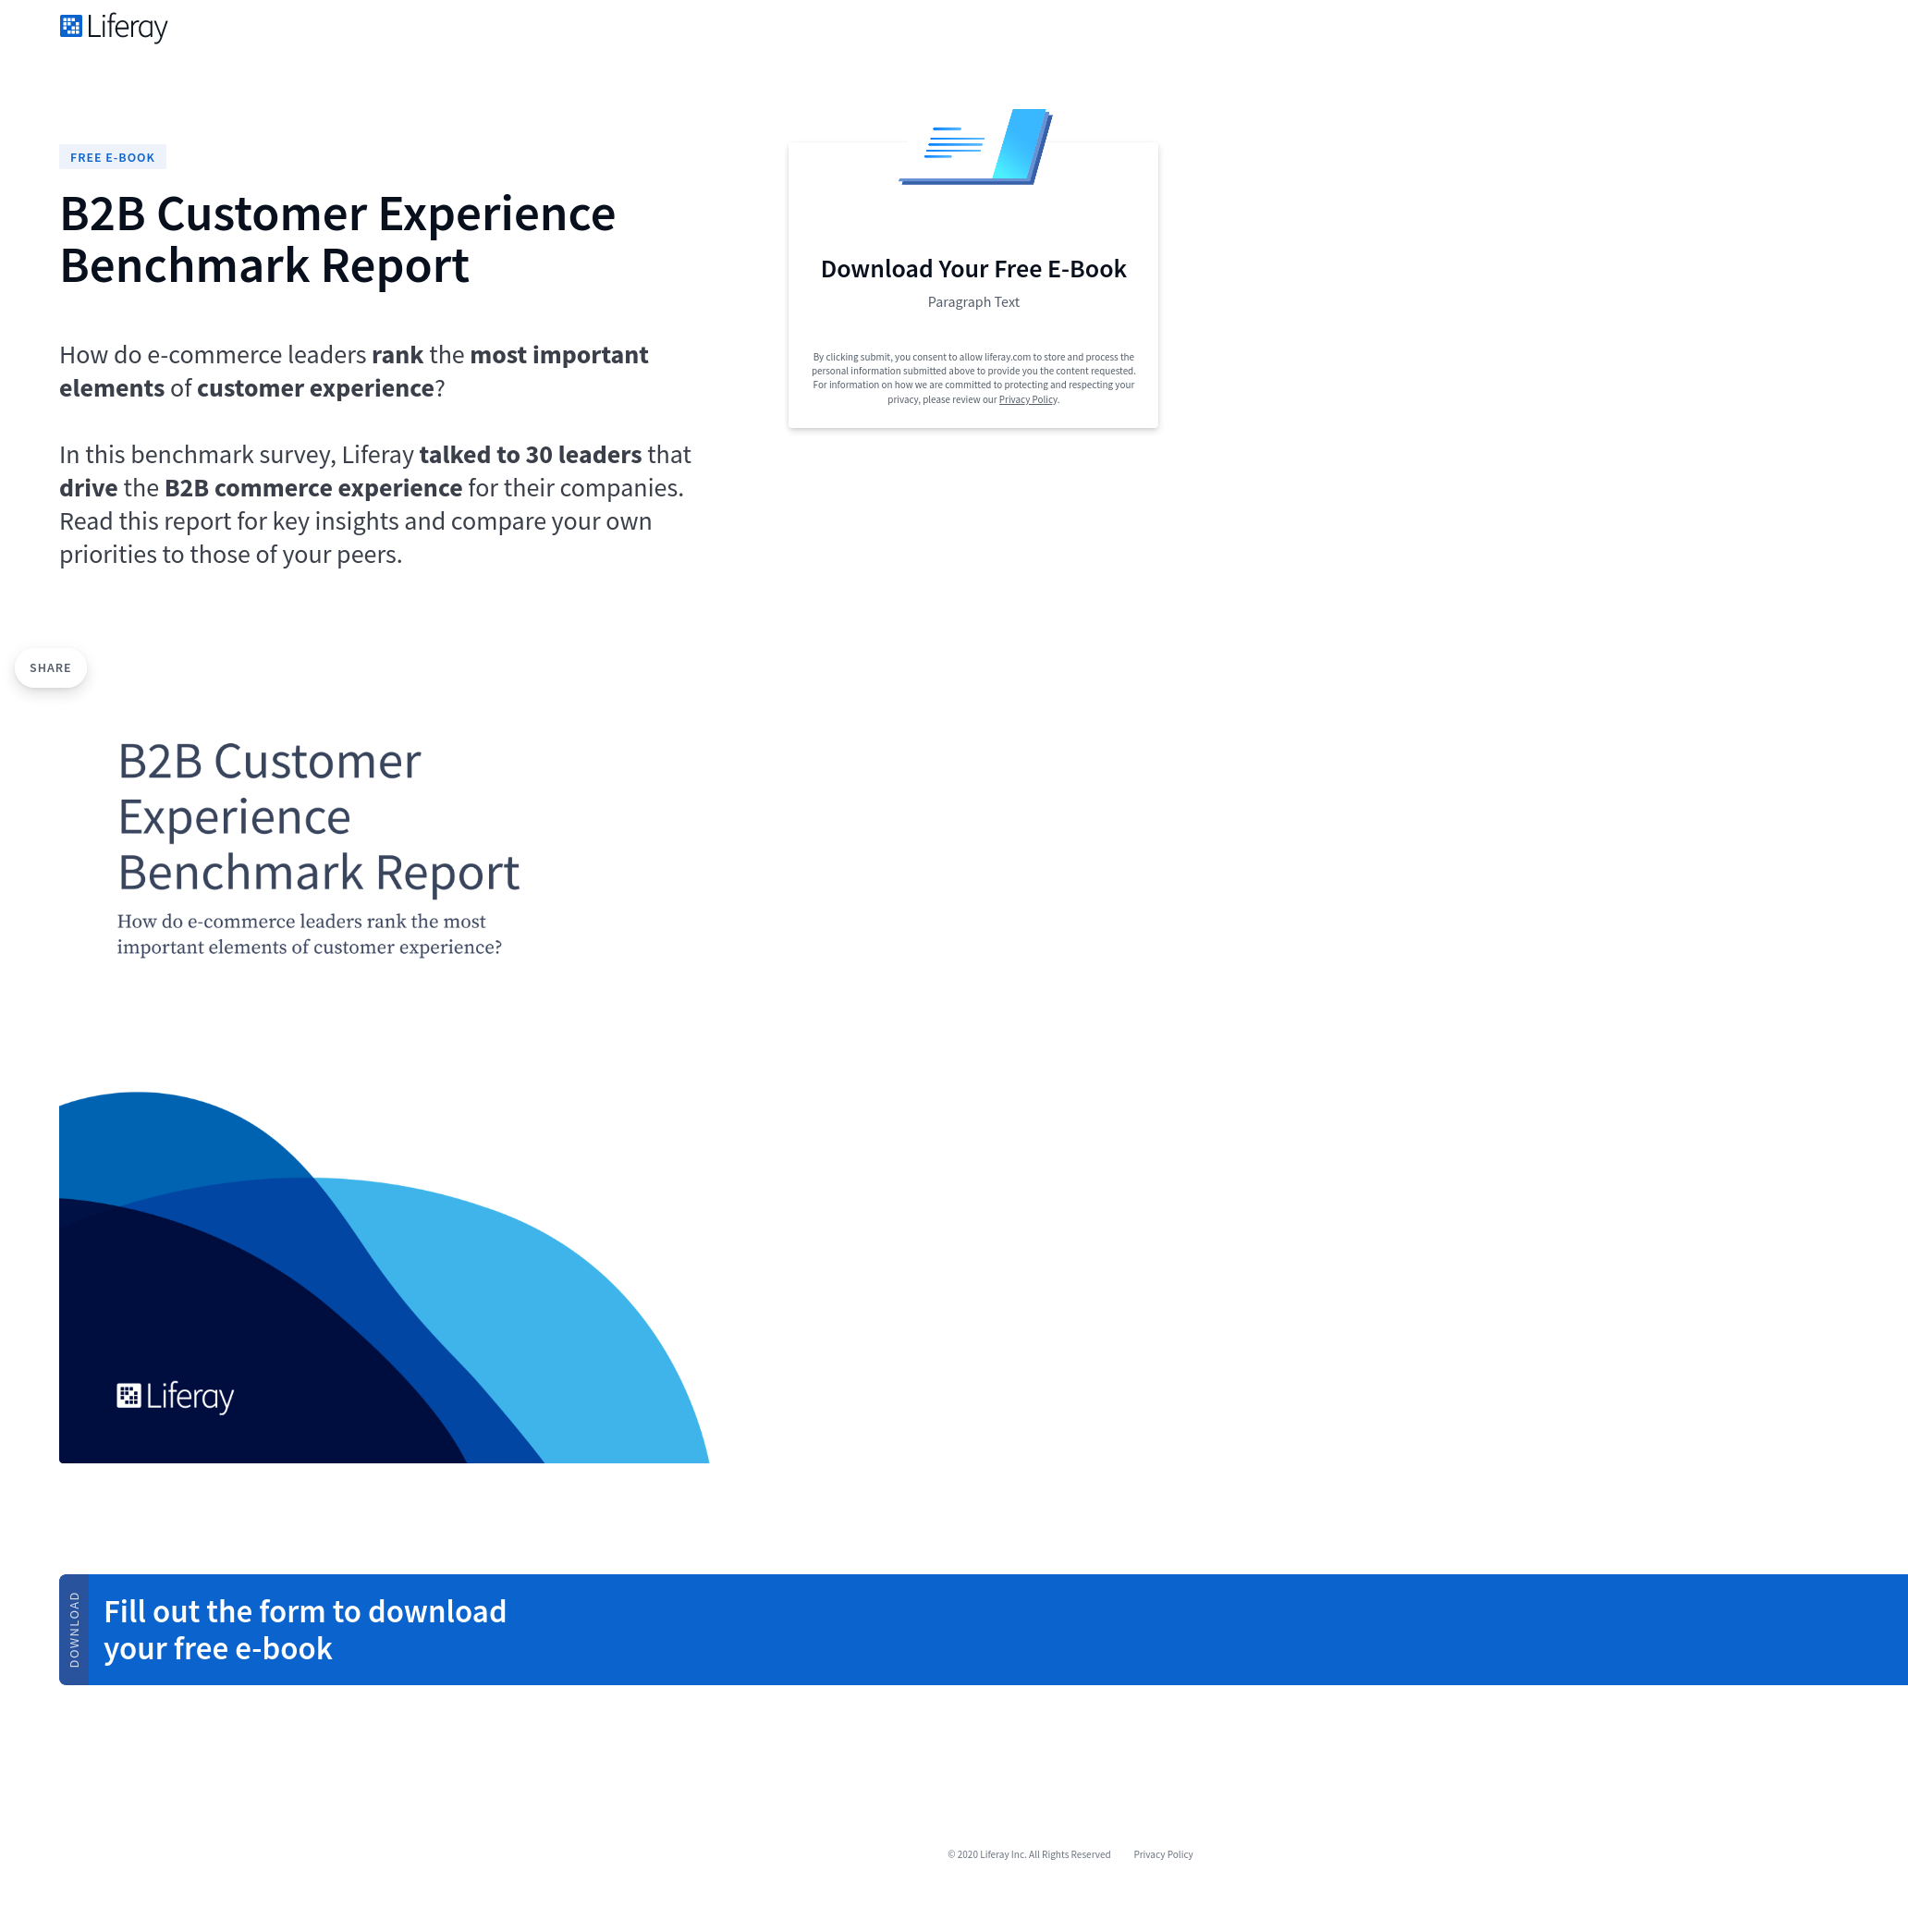 Liferay
FREE E-BOOK
B2B Customer Experience
Benchmark Report
How do e-commerce leaders rank the most important
elements of customer experience?
In this benchmark survey, Liferay talked to 30 leaders that
drive the B2B commerce experience for their companies.
Read this report for key insights and compare your own
priorities to those of your peers.
Download Your Free E-Book
Paragraph Text
By clicking submit, you consent to allow liferay.com to store and process the
personal information submitted above to provide you the content requested.
For information on how we are committed to protecting and respecting your
privacy, please review our Privacy Policy.
SHARE
B2B Customer
Experience
Benchmark Report
How do e-commerce leaders rank the most
important elements of customer experience?
Liferay
DOWNLOAD
Fill out the form to download
your free e-book
© 2020 Liferay Inc. All Rights Reserved
Privacy Policy